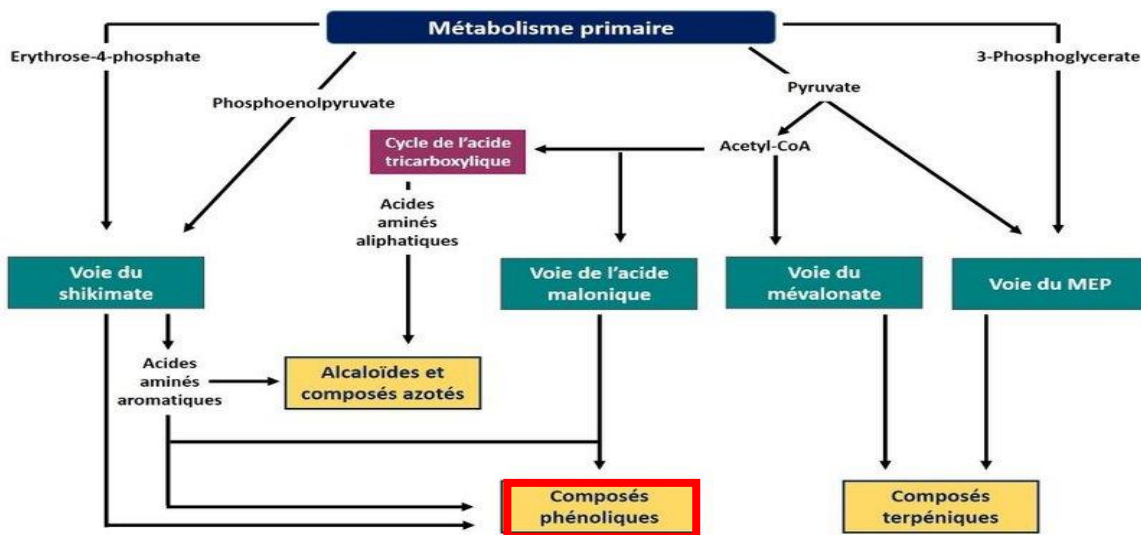 Métabolisme primaire
Erythrose-4-phosphate
3-Phosphoglycerate
Phosphoenolpyruvate
Pyruvate
Cycle de l'acide
tricarboxylique
Acetyl-CoA
Acides
aminés
aliphatiques
Voie du
shikimate
Voie de l'acide
malonique
Voie du
mévalonate
Voie du MEP
Acides
aminés
aromatiques
Alcaloïdes et
composés azotés
Composés
phénoliques
Composés
terpéniques